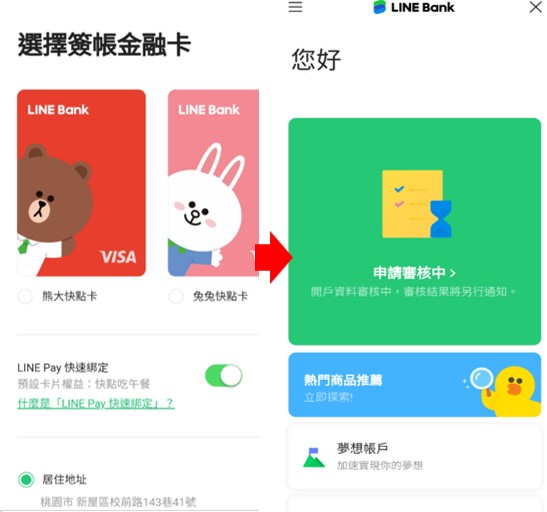 選擇簽帳金融卡
LINE Bank
LINE Bank
VISA
熊大快點卡
兔兔快點卡
LINE Pay 快速綁定
預設卡片權益：快點吃午餐
什麼是「LINE Pay 快速綁定」？
居住地址
桃園市 新屋區校前路143巷41號
LINE Bank
您好
申請審核中 >
開戶資料審核中，審核結果將另行通知。
熱門商品推薦
立即探索!
夢想帳戶
加速實現你的夢想